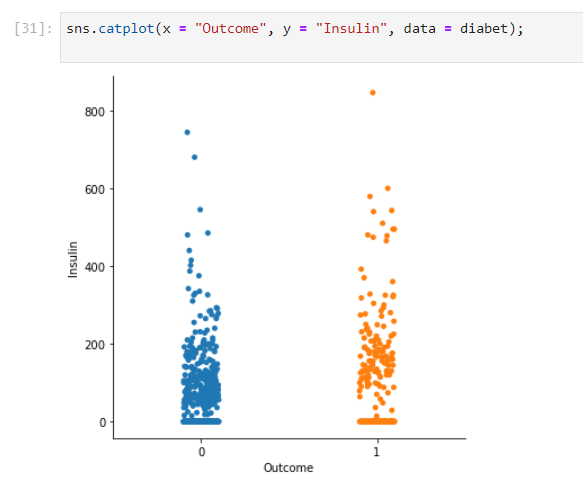 [31]: sns.catplot(x = "Outcome", y = "Insulin", data = diabet);
800
600
400
200
0
Insulin
0 1
Outcome